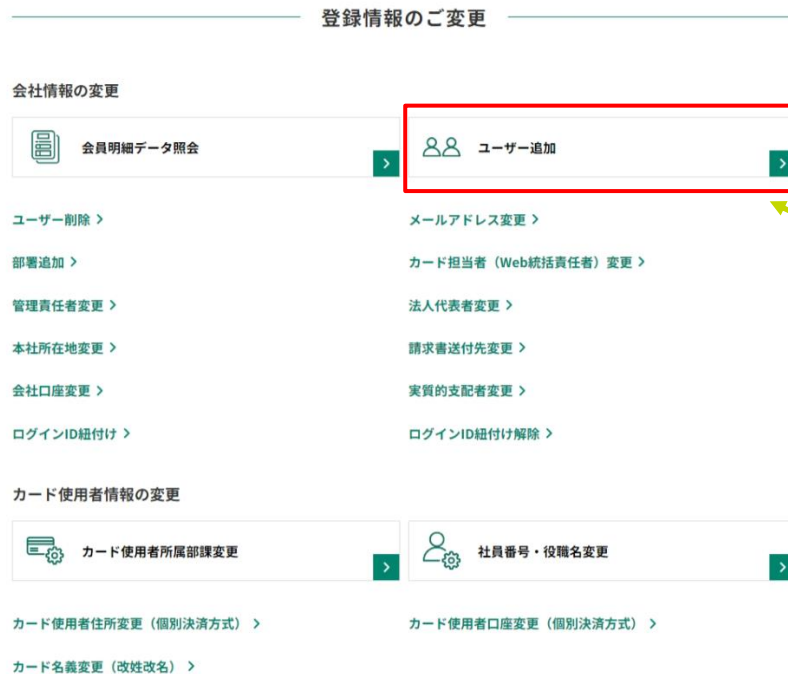 登録情報のご変更
会社情報の変更
会員明細データ照会
ユーザー追加
ユーザー削除
メールアドレス変更
部署追加
カード担当者（Web統括責任者）変更
管理責任者変更
法人代表者変更
本社所在地変更
請求書送付先変更
会社口座変更
実質的支配者変更
ログインID紐付け
ログインID紐付け解除
カード使用者情報の変更
カード使用者所属部課変更
社員番号・役職名変更
カード使用者住所変更（個別決済方式）
カード使用者口座変更（個別決済方式）
カード名義変更（改姓改名）